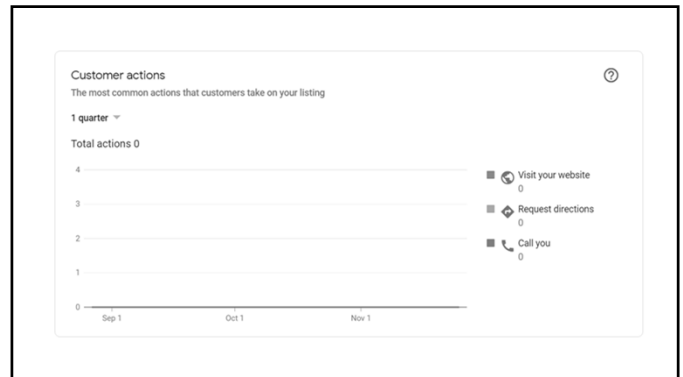 Customer actions
The most common actions that customers take on your listing
1 quarter
Total actions 0
4
3
2
1
0
Sep 1
Oct 1
Nov 1
Visit your website
0
Request directions
0
Call you
0